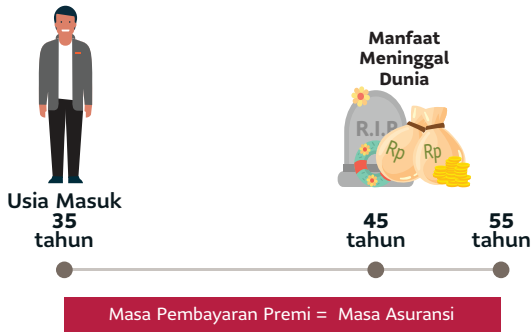 Manfaat
Meninggal
Dunia
R.I.P
Rp
Rp
Usia Masuk
35
tahun
45
tahun
55
tahun
Masa Pembayaran Premi = Masa Asuransi